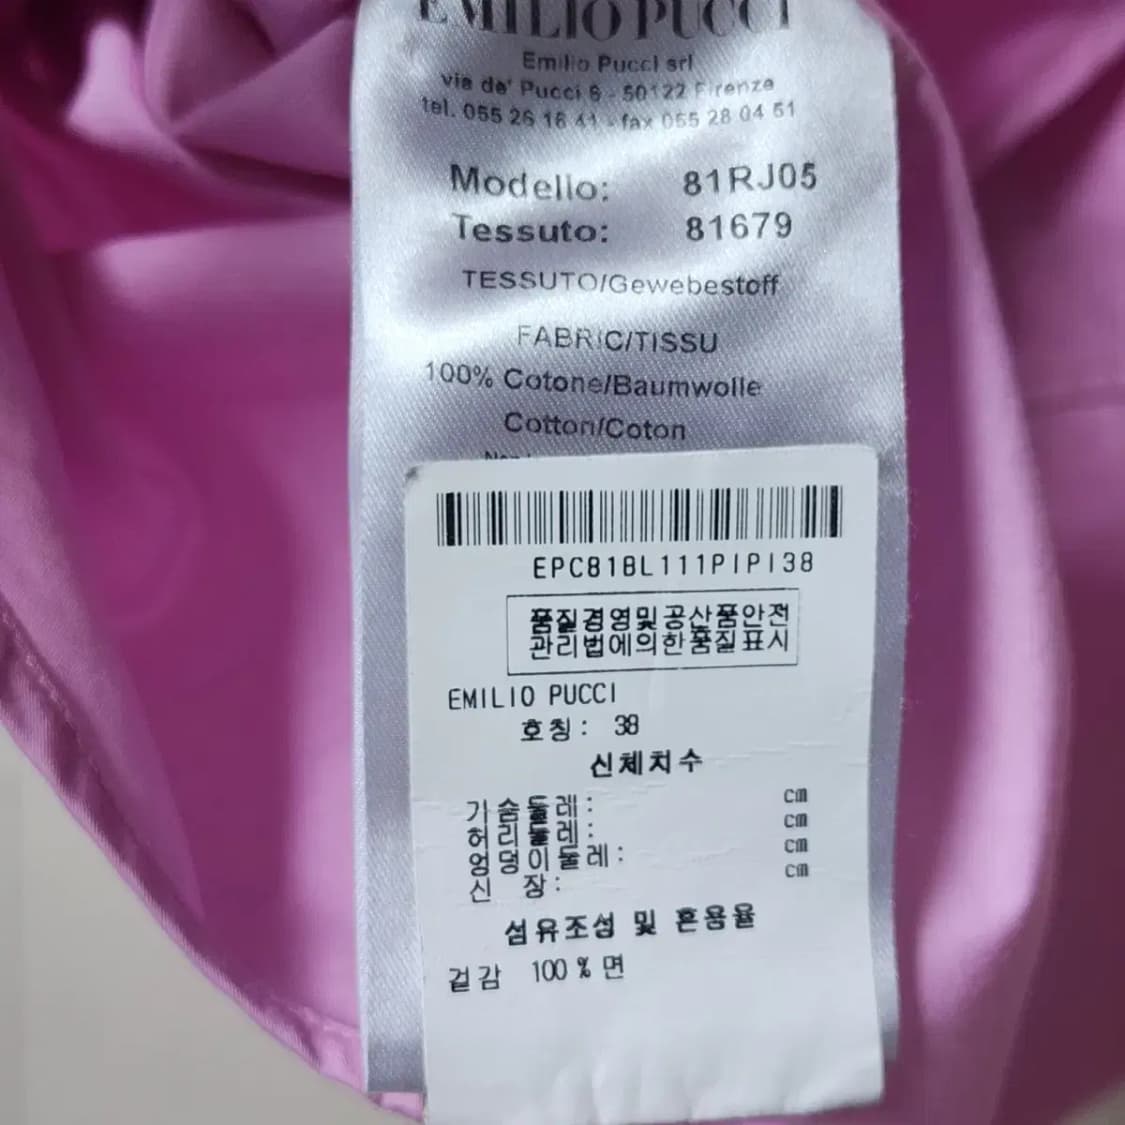 EMILIO PUCCI
Emilio Pucci srl
via de' Pucci 6 - 50122 Firenze
tel. 055 26 18 41 - fax 055 28 04 51
Modello: 81RJ05
Tessuto: 81679
TESSUTO/Gewebestoff
FABRIC/TISSU
100% Cotone/Baumwolle
Cotton/Coton
EPC81BL111PIPI38
품질경영및공산품안전
관리법에의한품질표시
EMILIO PUCCI
호칭: 38
신체치수
가슴둘레: cm
허리둘레: cm
엉덩이둘레: cm
신 장: cm
섬유조성 및 혼용율
겉감 100 % 면